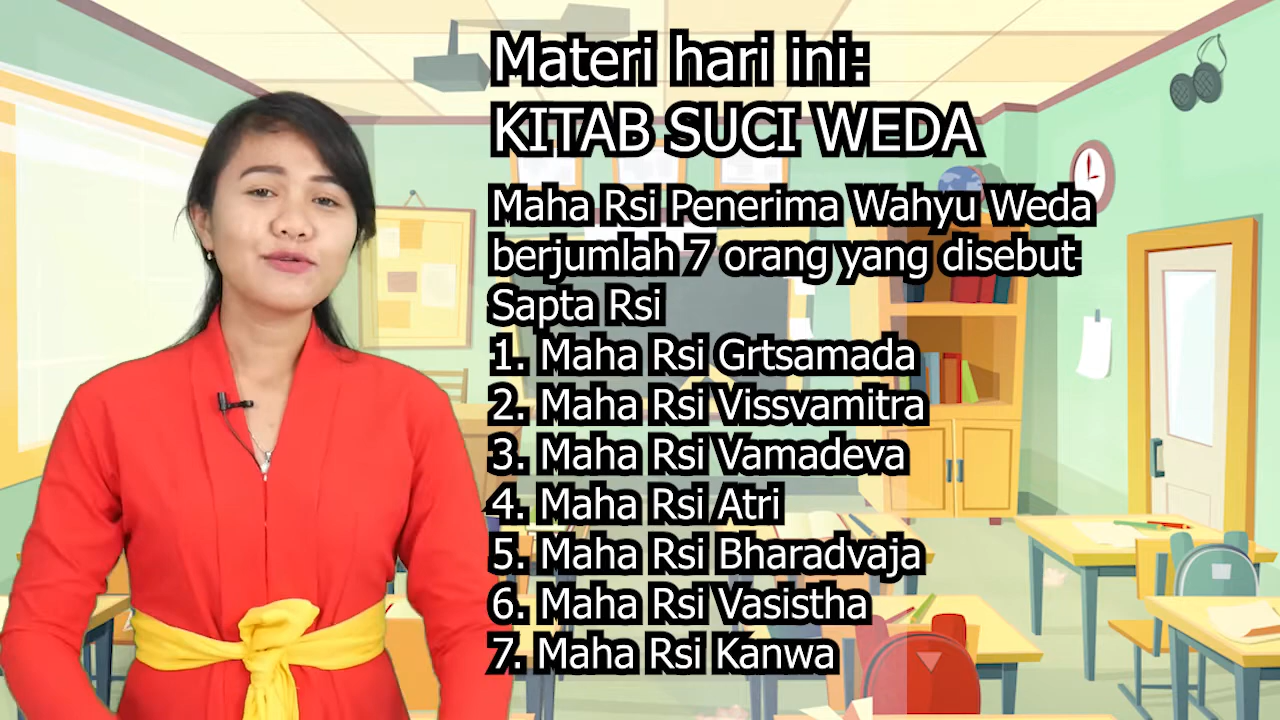 Materi hari ini:
KITAB SUCI WEDA
Maha Rsi Penerima Wahyu Weda
berjumlah 7 orang yang disebut
Sapta Rsi
1. Maha Rsi Grtsamada
2. Maha Rsi Vissvamitra
3. Maha Rsi Vamadeva
4. Maha Rsi Atri
5. Maha Rsi Bharadvaja
6. Maha Rsi Vasistha
7. Maha Rsi Kanwa